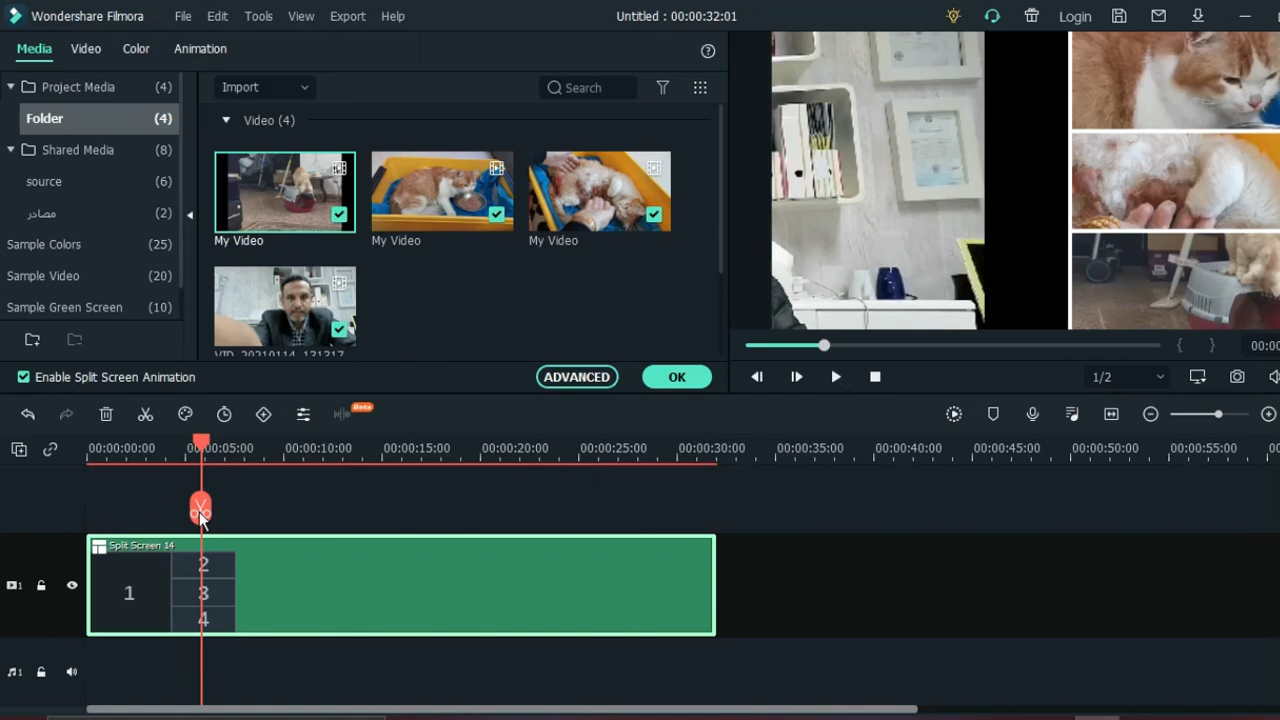 Wondershare Filmora File Edit Tools View Export Help Untitled : 00:00:32:01 Login
Media Video Color Animation
Project Media (4)
Folder (4)
Shared Media (8)
source (6)
مصادر (2)
Sample Colors (25)
Sample Video (20)
Sample Green Screen (10)
Import Search
Video (4)
My Video My Video My Video
VID_20210114_131317
Enable Split Screen Animation ADVANCED OK
1/2
Beta
00:00:00:00 00:00:05:00 00:00:10:00 00:00:15:00 00:00:20:00 00:00:25:00 00:00:30:00 00:00:35:00 00:00:40:00 00:00:45:00 00:00:50:00 00:00:55:00
Split Screen 14
1 2 3 4
1
1